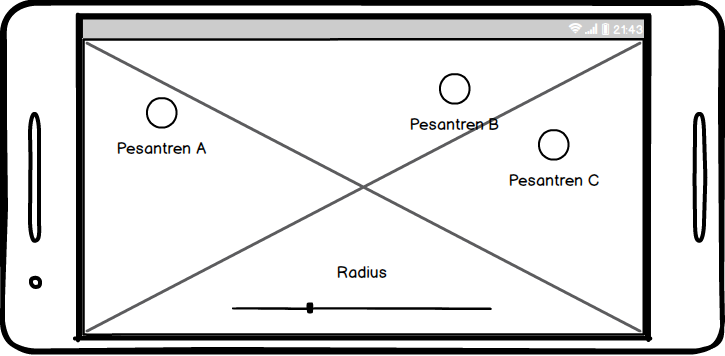 21:43
Pesantren A
Pesantren B
Pesantren C
Radius